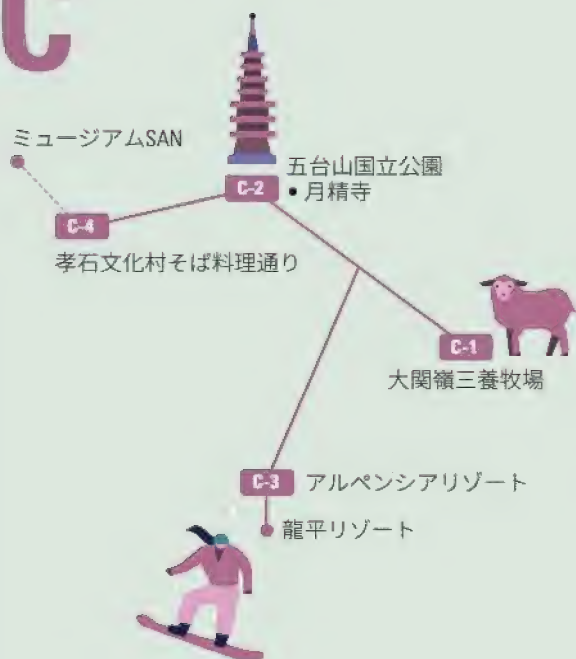 C
ミュージアムSAN
五台山国立公園
C-2
• 月精寺
C-4
孝石文化村そば料理通り
C-1
大関嶺三養牧場
C-3 アルペンシアリゾート
龍平リゾート